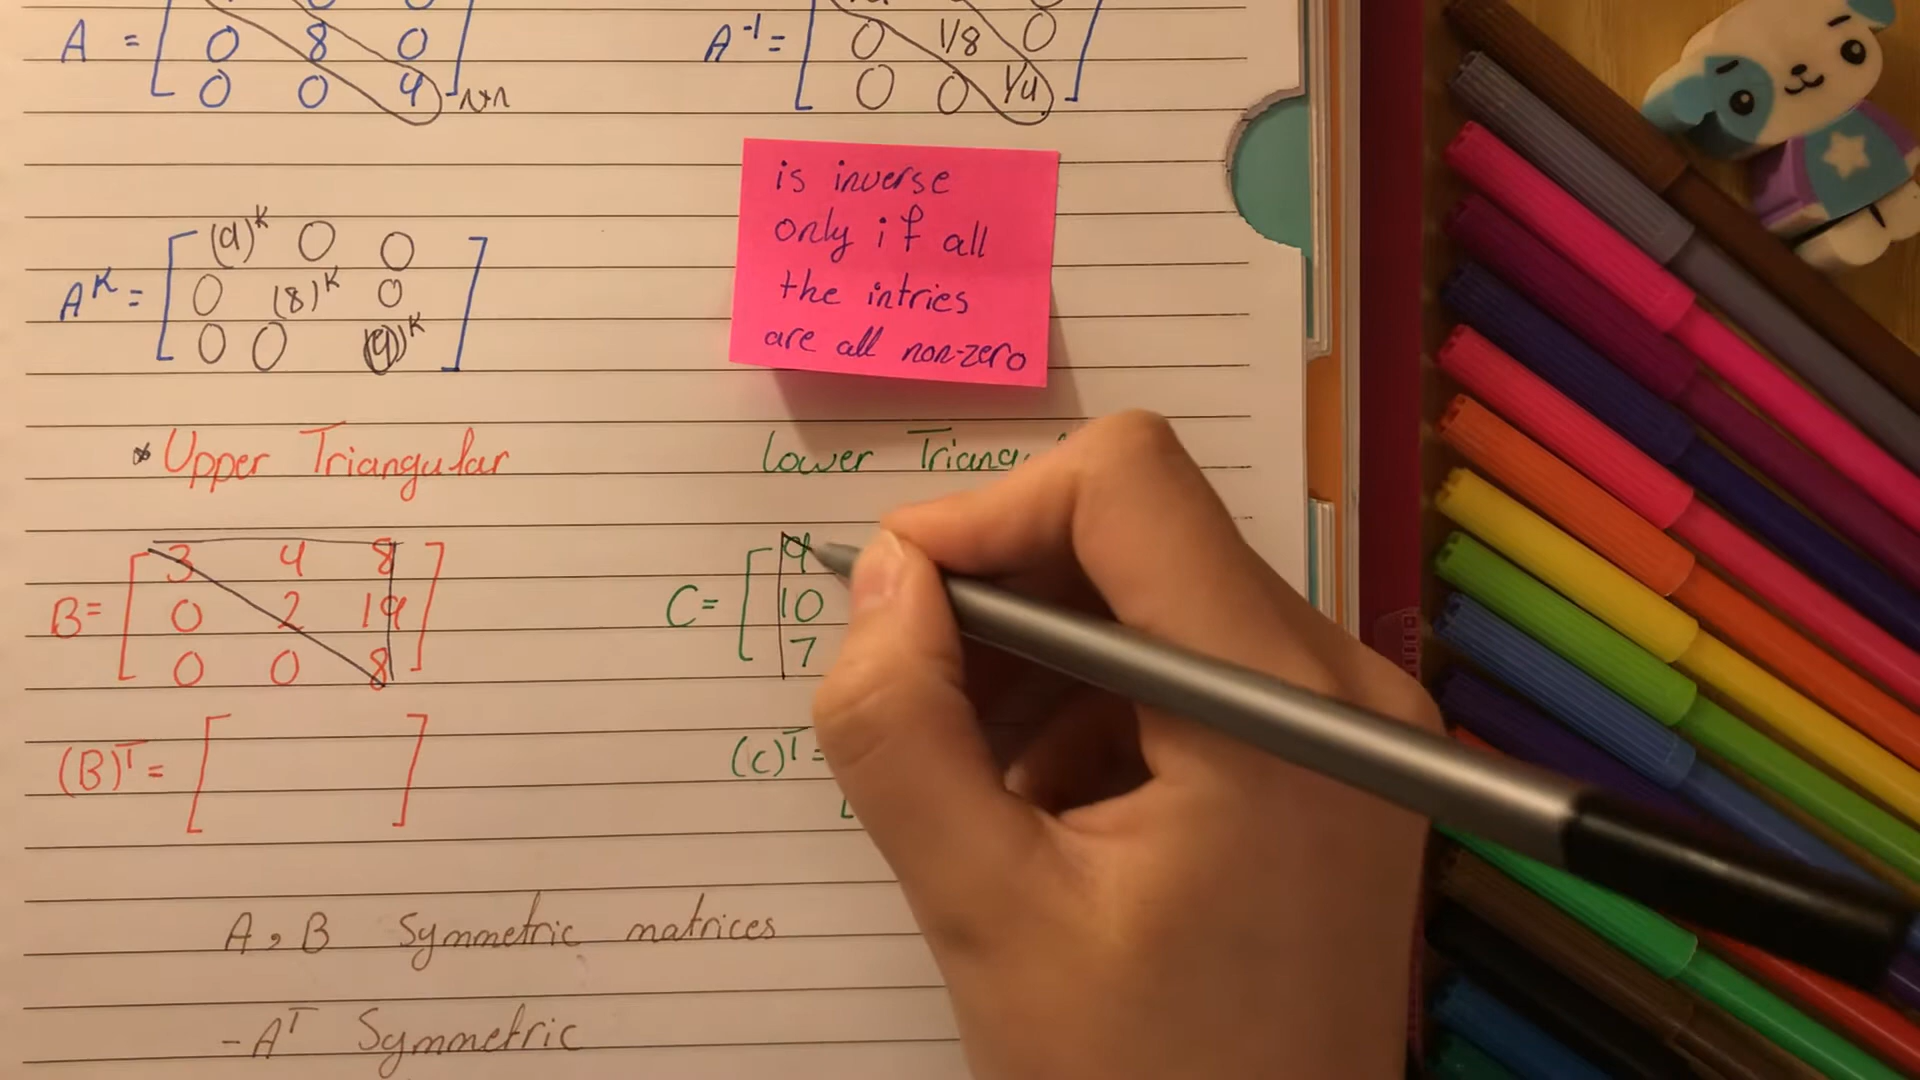 A = [ 0 8 0
0 0 4 ] n×n
A⁻¹ = [ 0 1/8 0
0 0 1/4 ]
is inverse
only if all
the intries
are all non-zero
Aᴷ = [ (9)ᴷ 0 0
0 (8)ᴷ 0
0 0 (4)ᴷ ]
* Upper Triangular
B = [ 3 4 8
0 2 19
0 0 8 ]
(B)ᵀ = [ ]
Lower
C = [ 9
10
7
(C)ᵀ =
A, B Symmetric matrices
- Aᵀ Symmetric